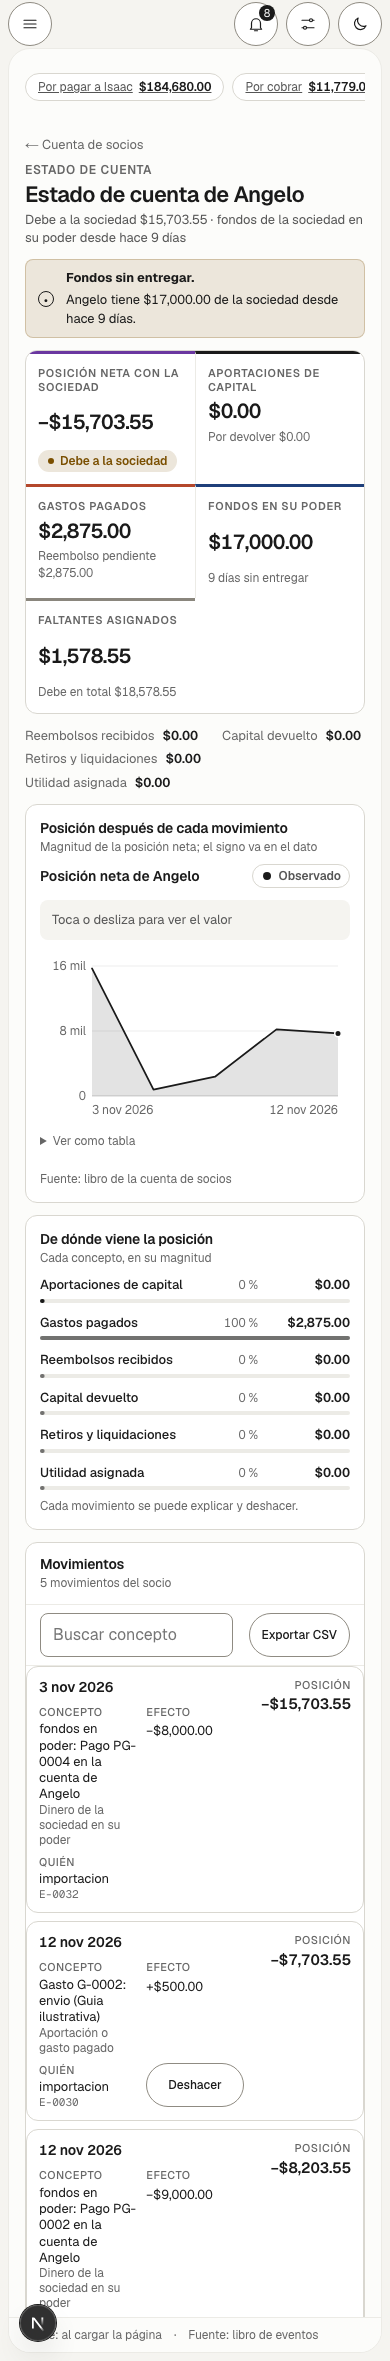 8
Por pagar a Isaac $184,680.00
Por cobrar $11,779.0
← Cuenta de socios
ESTADO DE CUENTA
Estado de cuenta de Angelo
Debe a la sociedad $15,703.55 · fondos de la sociedad en
su poder desde hace 9 días
Fondos sin entregar.
Angelo tiene $17,000.00 de la sociedad desde
hace 9 días.
POSICIÓN NETA CON LA
SOCIEDAD
−$15,703.55
Debe a la sociedad
APORTACIONES DE
CAPITAL
$0.00
Por devolver $0.00
GASTOS PAGADOS
$2,875.00
Reembolso pendiente
$2,875.00
FONDOS EN SU PODER
$17,000.00
9 días sin entregar
FALTANTES ASIGNADOS
$1,578.55
Debe en total $18,578.55
Reembolsos recibidos $0.00
Capital devuelto $0.00
Retiros y liquidaciones $0.00
Utilidad asignada $0.00
Posición después de cada movimiento
Magnitud de la posición neta; el signo va en el dato
Posición neta de Angelo
Observado
Toca o desliza para ver el valor
16 mil
8 mil
0
3 nov 2026
12 nov 2026
▶ Ver como tabla
Fuente: libro de la cuenta de socios
De dónde viene la posición
Cada concepto, en su magnitud
Aportaciones de capital 0 % $0.00
Gastos pagados 100 % $2,875.00
Reembolsos recibidos 0 % $0.00
Capital devuelto 0 % $0.00
Retiros y liquidaciones 0 % $0.00
Utilidad asignada 0 % $0.00
Cada movimiento se puede explicar y deshacer.
Movimientos
5 movimientos del socio
Buscar concepto
Exportar CSV
3 nov 2026
POSICIÓN
−$15,703.55
CONCEPTO
fondos en
poder: Pago PG-
0004 en la
cuenta de
Angelo
Dinero de la
sociedad en su
poder
EFECTO
−$8,000.00
QUIÉN
importacion
E-0032
12 nov 2026
POSICIÓN
−$7,703.55
CONCEPTO
Gasto G-0002:
envio (Guia
ilustrativa)
Aportación o
gasto pagado
EFECTO
+$500.00
QUIÉN
importacion
E-0030
Deshacer
12 nov 2026
POSICIÓN
−$8,203.55
CONCEPTO
fondos en
poder: Pago PG-
0002 en la
cuenta de
Angelo
Dinero de la
sociedad en su
poder
EFECTO
−$9,000.00
N
al cargar la página · Fuente: libro de eventos